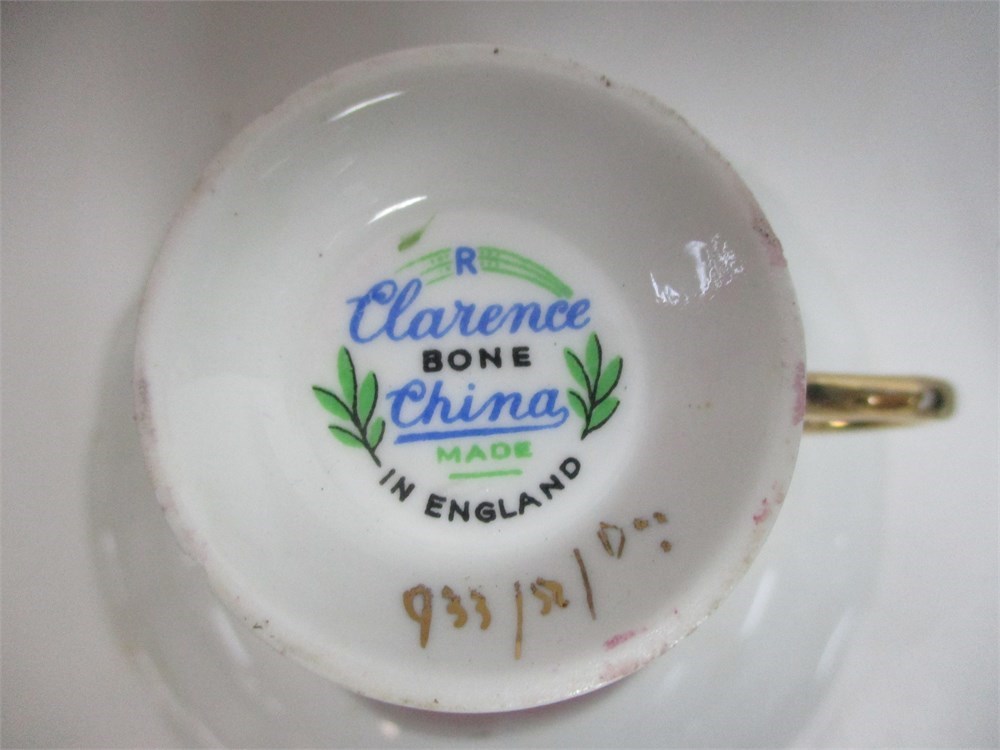 R
Clarence
BONE
China
MADE
IN ENGLAND
933/52/D